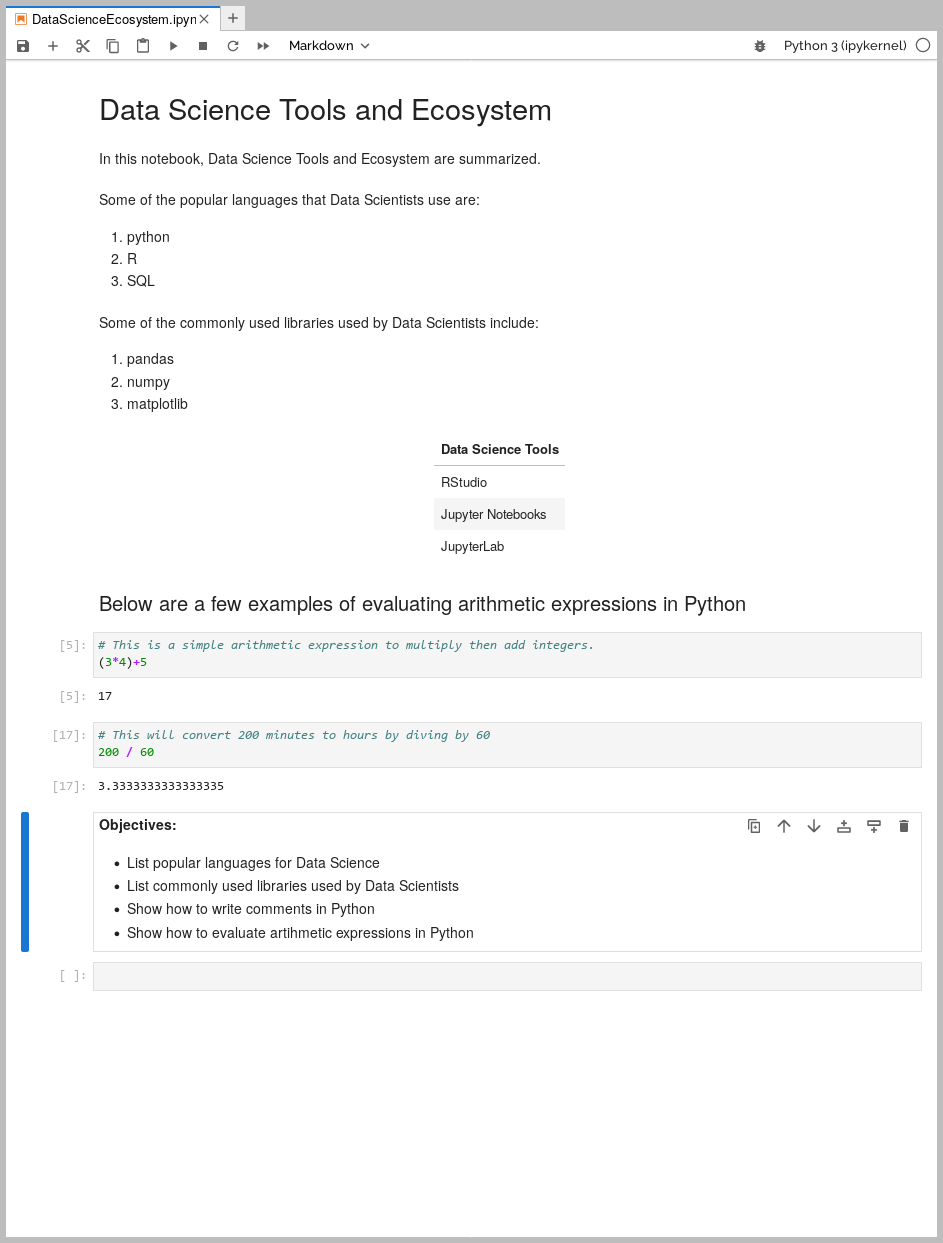 DataScienceEcosystem.ipyn
Markdown
Python 3 (ipykernel)
Data Science Tools and Ecosystem
In this notebook, Data Science Tools and Ecosystem are summarized.
Some of the popular languages that Data Scientists use are:
1. python
2. R
3. SQL
Some of the commonly used libraries used by Data Scientists include:
1. pandas
2. numpy
3. matplotlib
Data Science Tools
RStudio
Jupyter Notebooks
JupyterLab
Below are a few examples of evaluating arithmetic expressions in Python
[5]: # This is a simple arithmetic expression to multiply then add integers.
(3*4)+5
[5]: 17
[17]: # This will convert 200 minutes to hours by diving by 60
200 / 60
[17]: 3.3333333333333335
Objectives:
• List popular languages for Data Science
• List commonly used libraries used by Data Scientists
• Show how to write comments in Python
• Show how to evaluate artihmetic expressions in Python
[ ]: